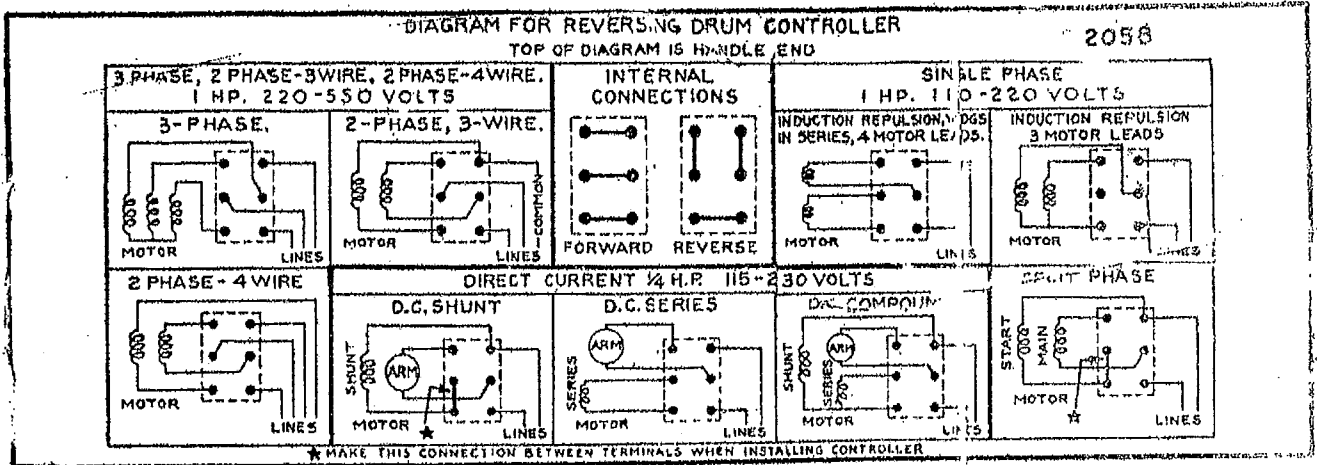 DIAGRAM FOR REVERSING DRUM CONTROLLER
2058
TOP OF DIAGRAM IS HANDLE END
3 PHASE, 2 PHASE-3WIRE, 2 PHASE-4WIRE.
1 HP. 220-550 VOLTS
INTERNAL
CONNECTIONS
SINGLE PHASE
1 HP. 110-220 VOLTS
3-PHASE.
MOTOR
LINES
2-PHASE, 3-WIRE.
MOTOR
COMMON
LINES
FORWARD
REVERSE
INDUCTION REPULSION, WDGS
IN SERIES, 4 MOTOR LEADS.
MOTOR
LINES
INDUCTION REPULSION
3 MOTOR LEADS
MOTOR
LINES
2 PHASE-4 WIRE
MOTOR
LINES
DIRECT CURRENT 1/4 H.P. 115-230 VOLTS
D.C. SHUNT
SHUNT
ARM
MOTOR
LINES
D.C. SERIES
ARM
SERIES
MOTOR
LINES
D.C. COMPOUN
SHUNT
ARM
SERIES
MOTOR
LINES
SPLIT PHASE
START
MAIN
MOTOR
LINES
★ MAKE THIS CONNECTION BETWEEN TERMINALS WHEN INSTALLING CONTROLLER